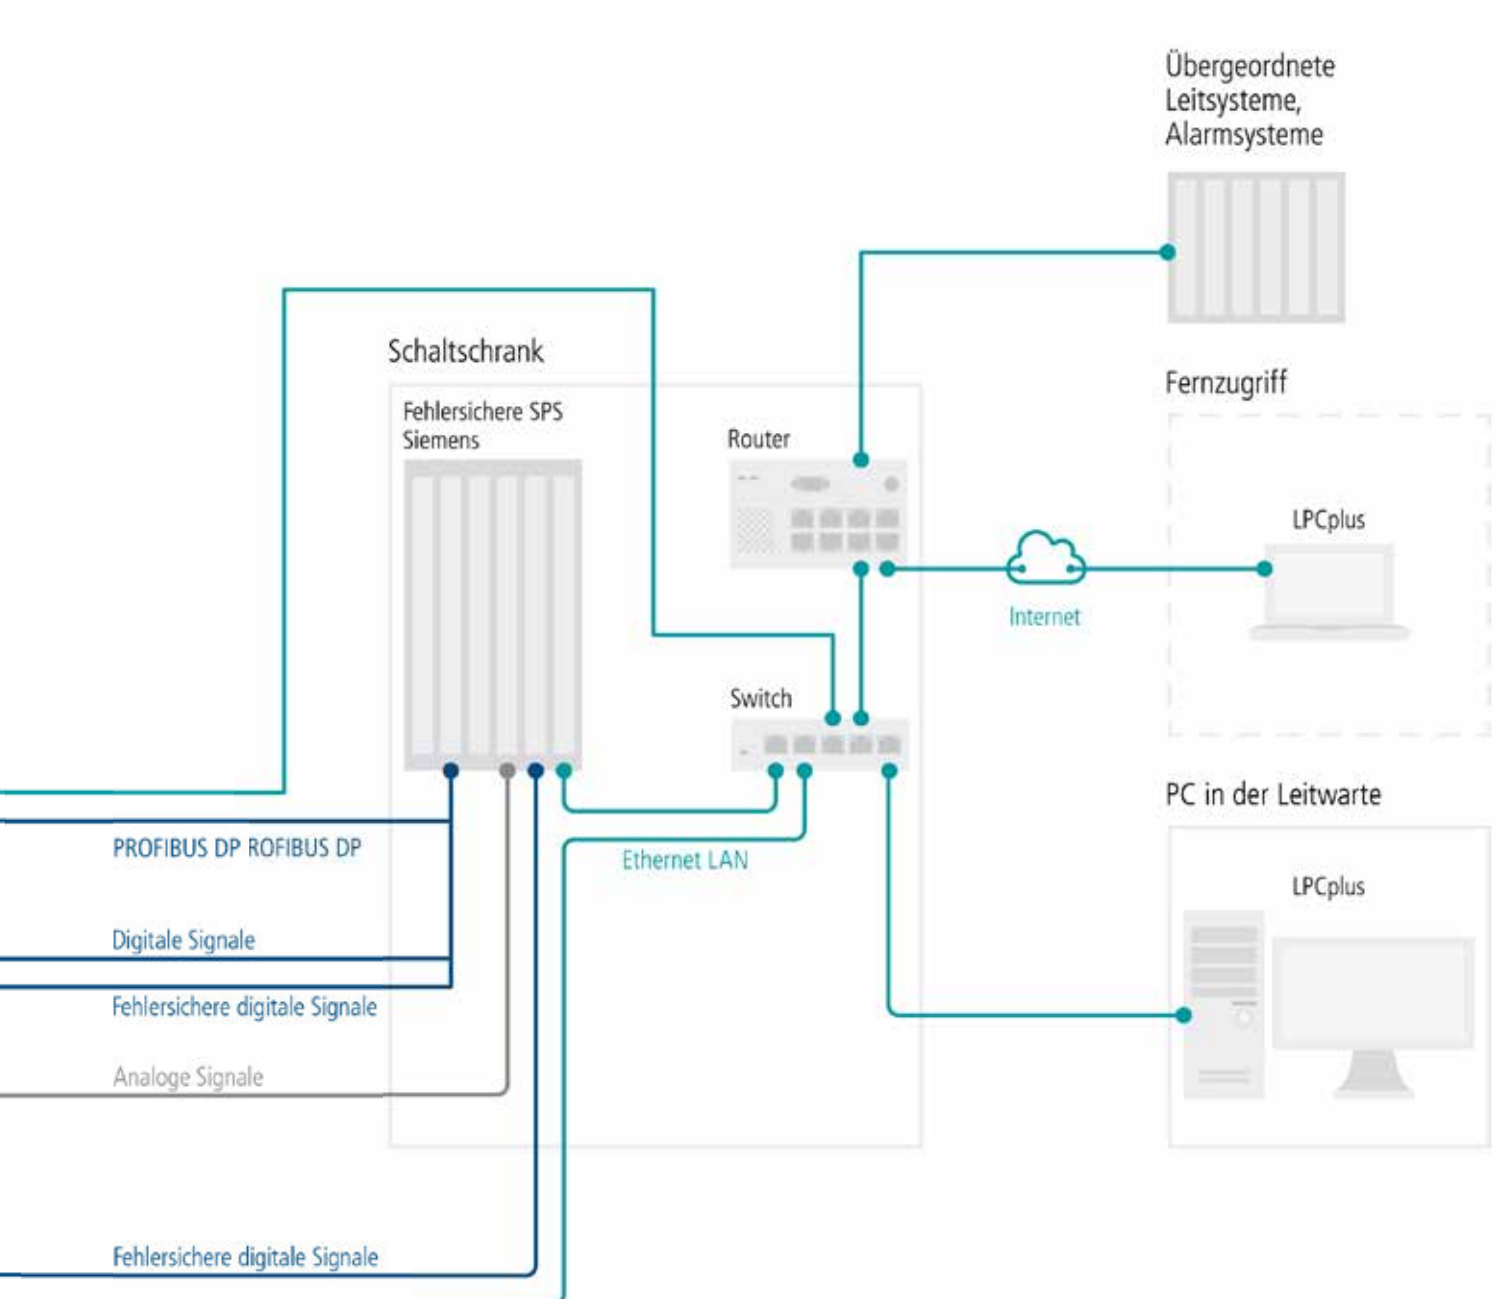 Übergeordnete
Leitsysteme,
Alarmsysteme
Schaltschrank
Fernzugriff
Fehlersichere SPS
Siemens
Router
LPCplus
Internet
Switch
PC in der Leitwarte
PROFIBUS DP ROFIBUS DP
Ethernet LAN
LPCplus
Digitale Signale
Fehlersichere digitale Signale
Analoge Signale
Fehlersichere digitale Signale